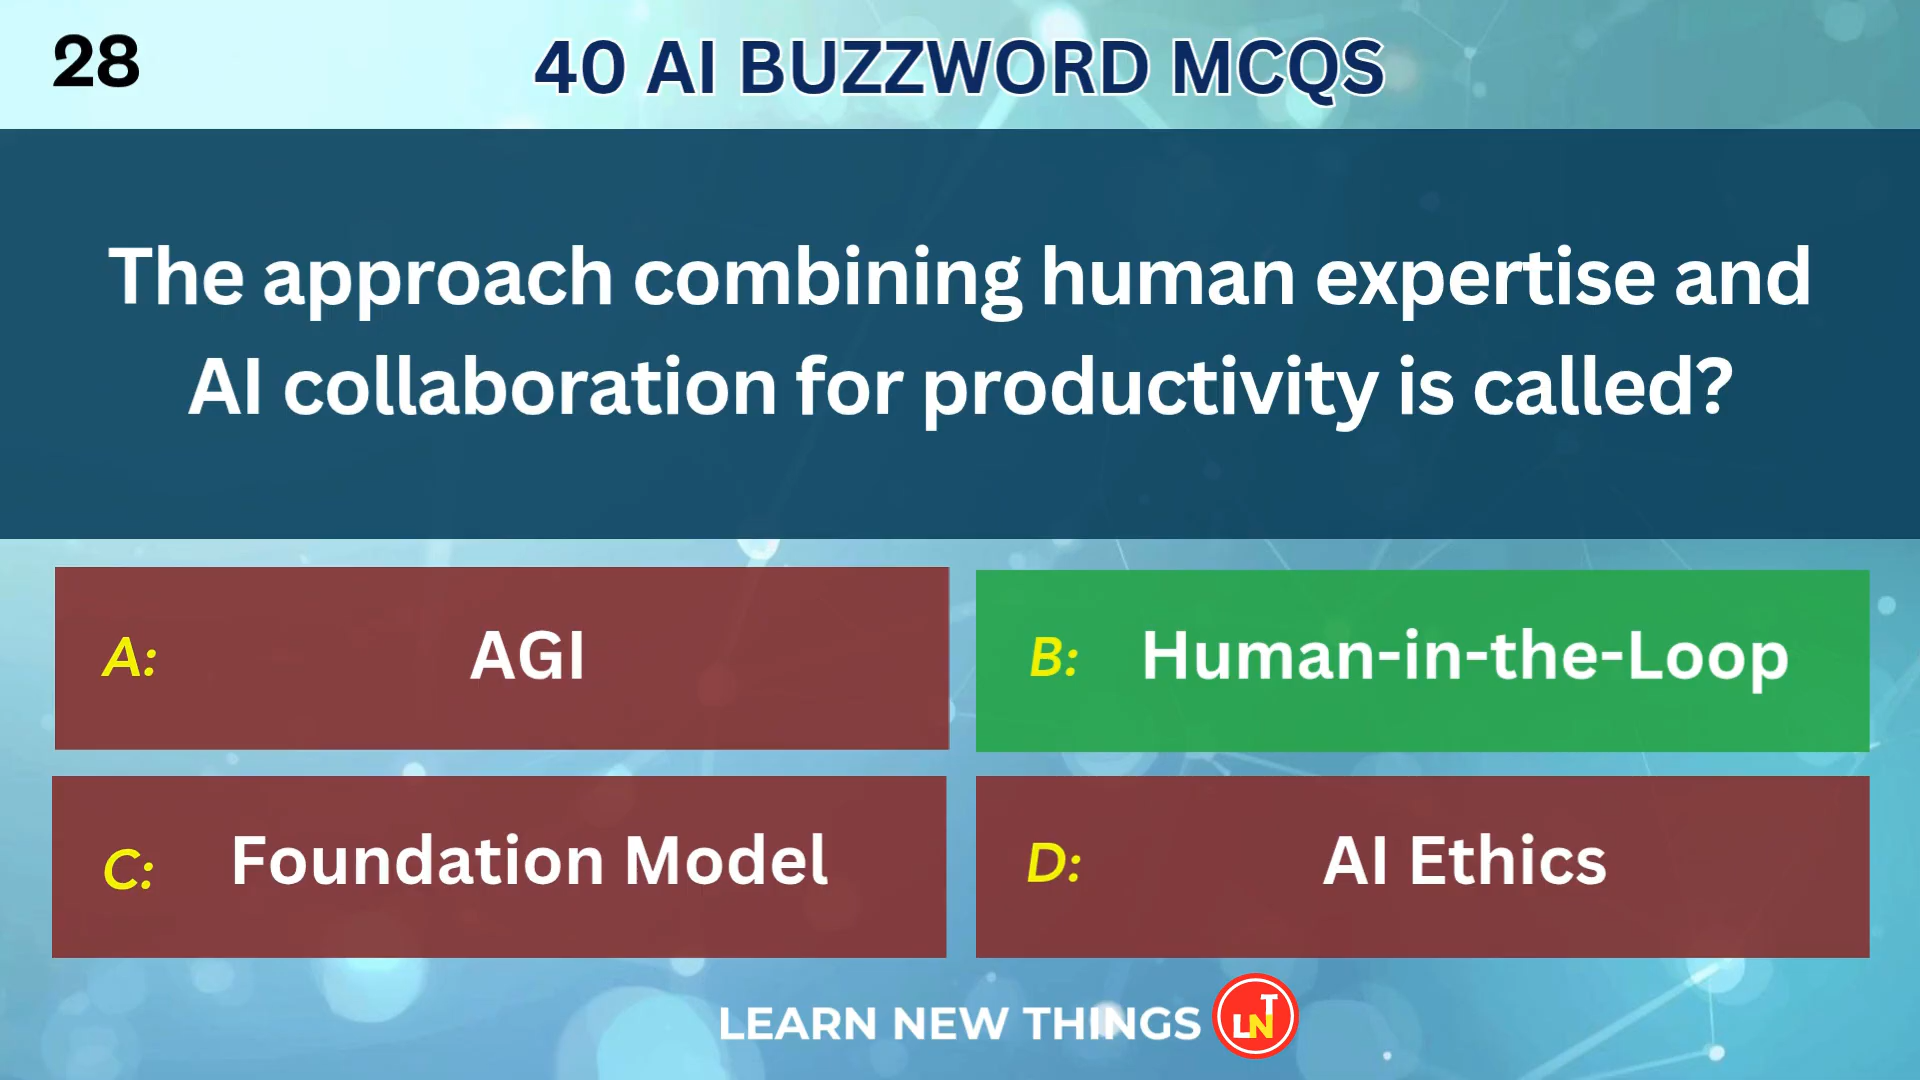 28
40 AI BUZZWORD MCQS
The approach combining human expertise and
AI collaboration for productivity is called?
A: AGI
B: Human-in-the-Loop
C: Foundation Model
D: AI Ethics
LEARN NEW THINGS
LNT